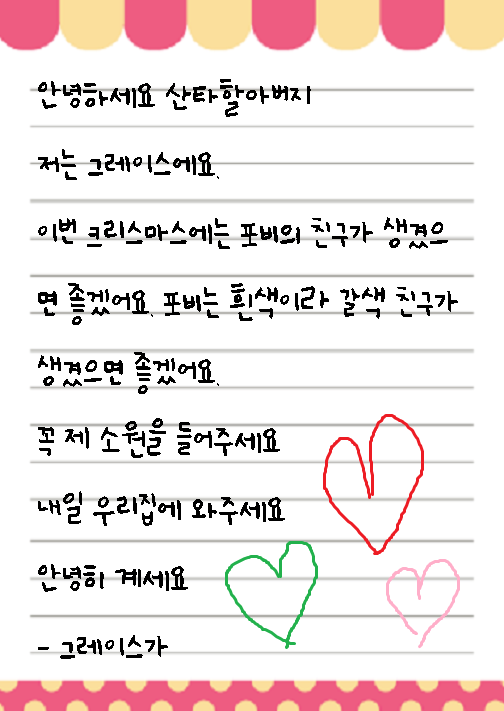 안녕하세요 산타할아버지
저는 그레이스에요.
이번 크리스마스에는 포비의 친구가 생겼으
면 좋겠어요. 포비는 흰색이라 갈색 친구가
생겼으면 좋겠어요.
꼭 제 소원을 들어주세요
내일 우리집에 와주세요
안녕히 계세요
- 그레이스가